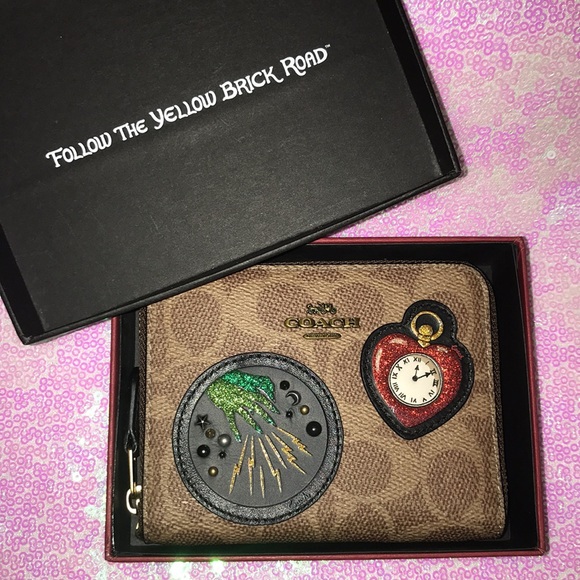 Follow The Yellow Brick Road™
COACH